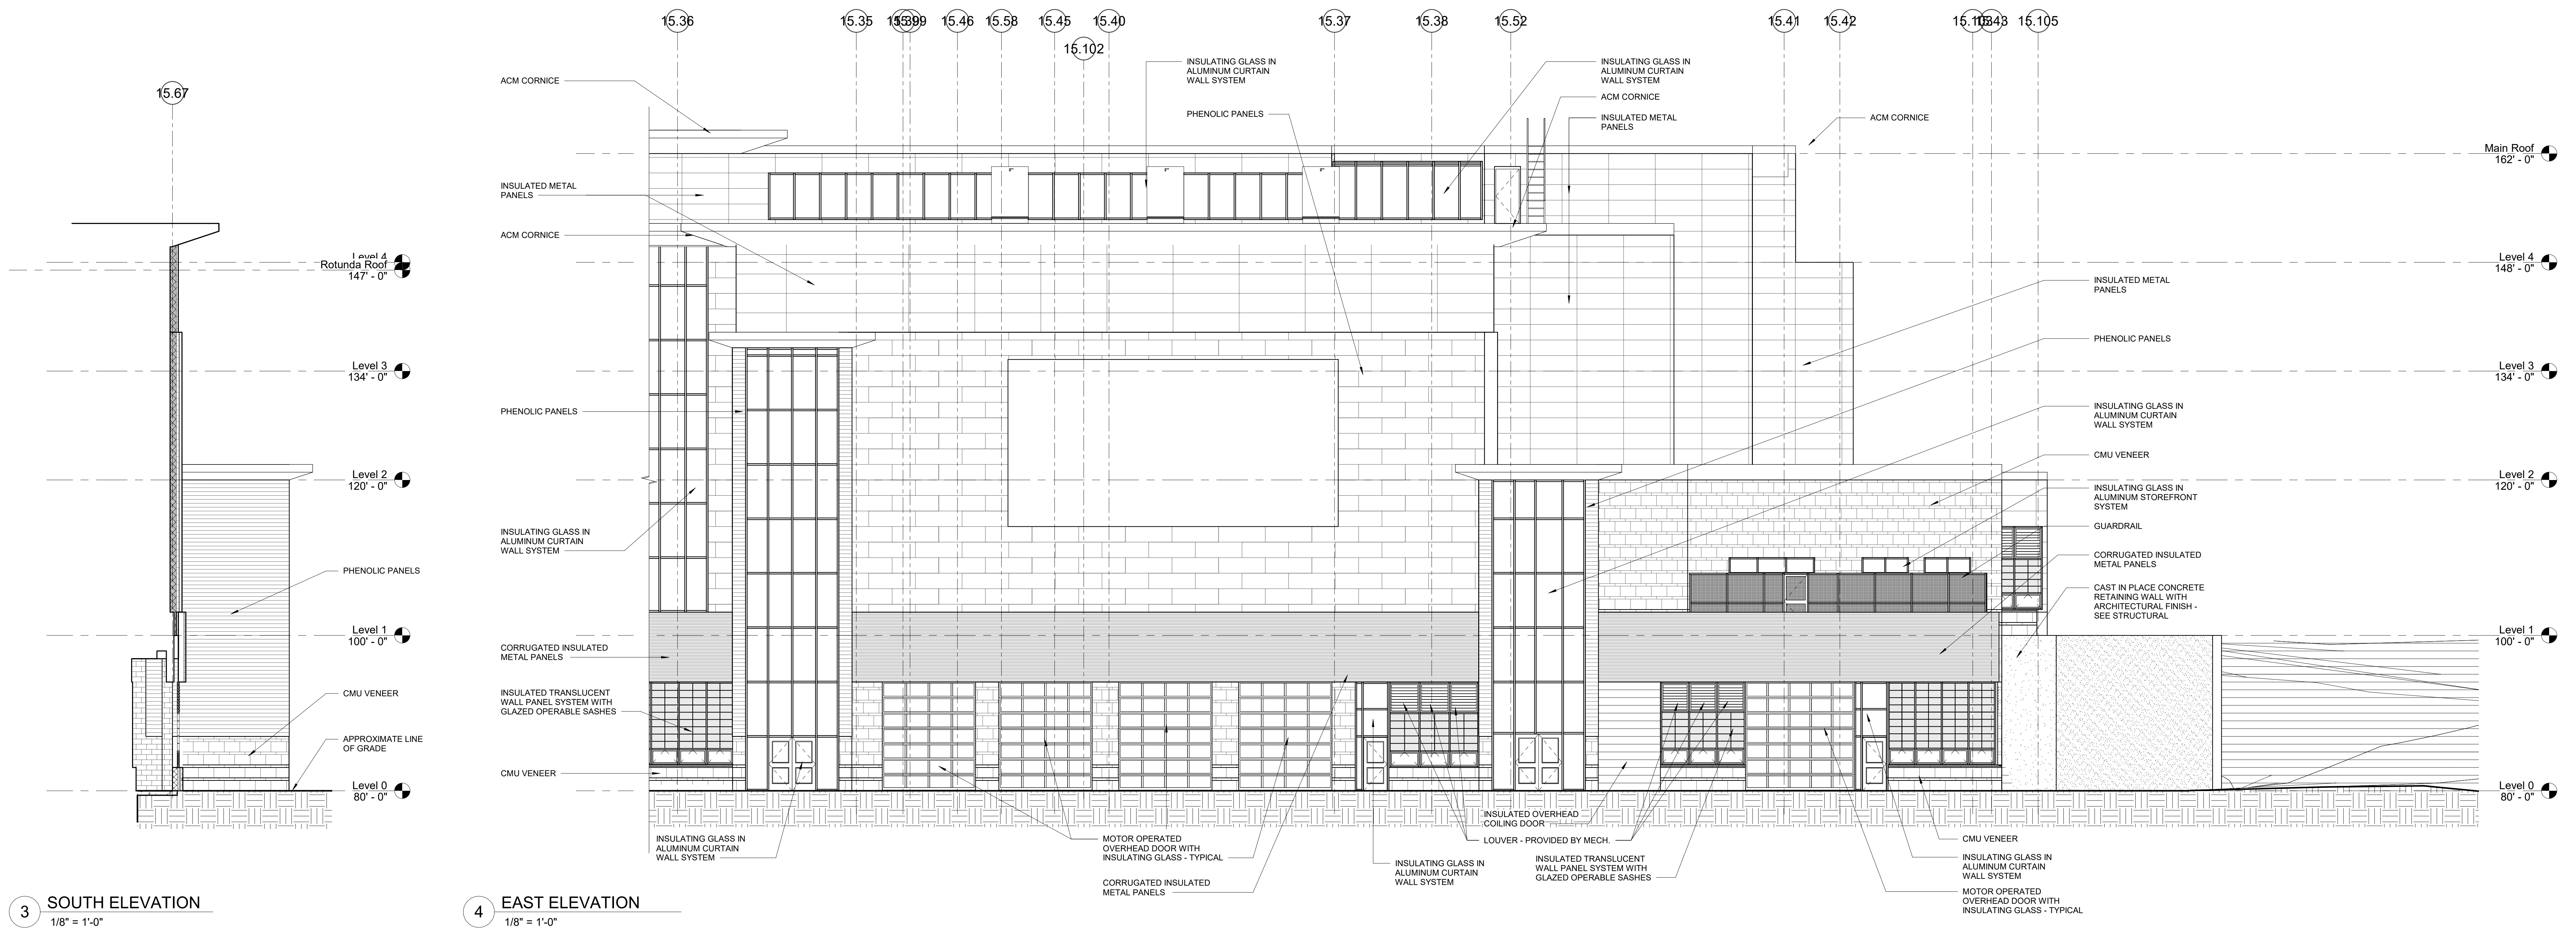 15.36
15.35
15.39
15.46
15.58
15.45
15.40
15.37
15.38
15.52
15.41
15.42
15.43
15.105
15.102
15.67
ACM CORNICE
INSULATING GLASS IN
ALUMINUM CURTAIN
WALL SYSTEM
PHENOLIC PANELS
INSULATING GLASS IN
ALUMINUM CURTAIN
WALL SYSTEM
ACM CORNICE
INSULATED METAL
PANELS
ACM CORNICE
Main Roof
162' - 0"
INSULATED METAL
PANELS
ACM CORNICE
Level 4
Rotunda Roof
147' - 0"
Level 4
148' - 0"
INSULATED METAL
PANELS
PHENOLIC PANELS
Level 3
134' - 0"
Level 3
134' - 0"
PHENOLIC PANELS
INSULATING GLASS IN
ALUMINUM CURTAIN
WALL SYSTEM
CMU VENEER
Level 2
120' - 0"
Level 2
120' - 0"
INSULATING GLASS IN
ALUMINUM STOREFRONT
SYSTEM
GUARDRAIL
INSULATING GLASS IN
ALUMINUM CURTAIN
WALL SYSTEM
CORRUGATED INSULATED
METAL PANELS
PHENOLIC PANELS
CAST IN PLACE CONCRETE
RETAINING WALL WITH
ARCHITECTURAL FINISH -
SEE STRUCTURAL
Level 1
100' - 0"
Level 1
100' - 0"
CORRUGATED INSULATED
METAL PANELS
CMU VENEER
INSULATED TRANSLUCENT
WALL PANEL SYSTEM WITH
GLAZED OPERABLE SASHES
APPROXIMATE LINE
OF GRADE
CMU VENEER
Level 0
80' - 0"
Level 0
80' - 0"
INSULATING GLASS IN
ALUMINUM CURTAIN
WALL SYSTEM
MOTOR OPERATED
OVERHEAD DOOR WITH
INSULATING GLASS - TYPICAL
CORRUGATED INSULATED
METAL PANELS
INSULATED OVERHEAD
COILING DOOR
LOUVER - PROVIDED BY MECH.
INSULATING GLASS IN
ALUMINUM CURTAIN
WALL SYSTEM
INSULATED TRANSLUCENT
WALL PANEL SYSTEM WITH
GLAZED OPERABLE SASHES
CMU VENEER
INSULATING GLASS IN
ALUMINUM CURTAIN
WALL SYSTEM
MOTOR OPERATED
OVERHEAD DOOR WITH
INSULATING GLASS - TYPICAL
3
SOUTH ELEVATION
1/8" = 1'-0"
4
EAST ELEVATION
1/8" = 1'-0"